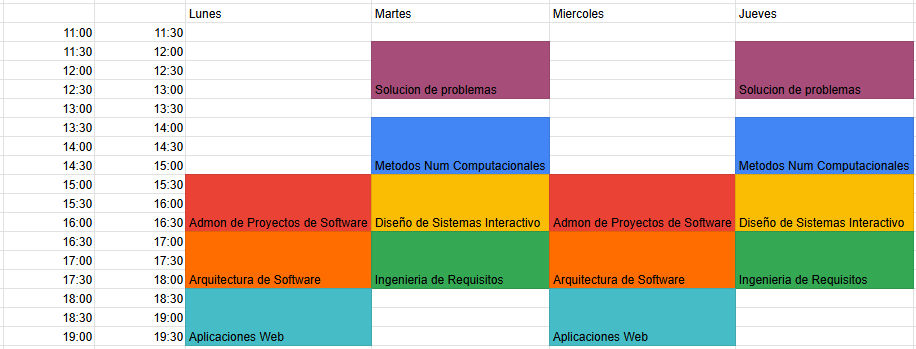 Lunes Martes Miercoles Jueves
11:00 11:30
11:30 12:00
12:00 12:30
12:30 13:00 Solucion de problemas Solucion de problemas
13:00 13:30
13:30 14:00
14:00 14:30
14:30 15:00 Metodos Num Computacionales Metodos Num Computacionales
15:00 15:30
15:30 16:00
16:00 16:30 Admon de Proyectos de Software Diseño de Sistemas Interactivo Admon de Proyectos de Software Diseño de Sistemas Interactivo
16:30 17:00
17:00 17:30
17:30 18:00 Arquitectura de Software Ingenieria de Requisitos Arquitectura de Software Ingenieria de Requisitos
18:00 18:30
18:30 19:00
19:00 19:30 Aplicaciones Web Aplicaciones Web